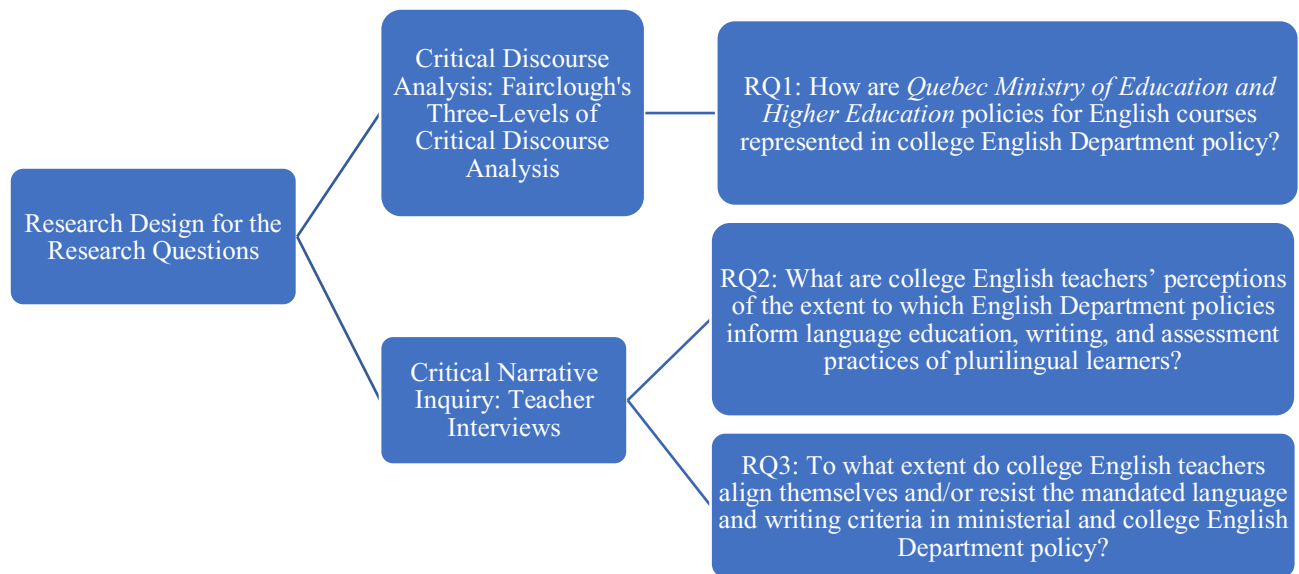 Research Design for the
Research Questions
Critical Discourse
Analysis: Fairclough's
Three-Levels of
Critical Discourse
Analysis
RQ1: How are Quebec Ministry of Education and
Higher Education policies for English courses
represented in college English Department policy?
Critical Narrative
Inquiry: Teacher
Interviews
RQ2: What are college English teachers’ perceptions
of the extent to which English Department policies
inform language education, writing, and assessment
practices of plurilingual learners?
RQ3: To what extent do college English teachers
align themselves and/or resist the mandated language
and writing criteria in ministerial and college English
Department policy?